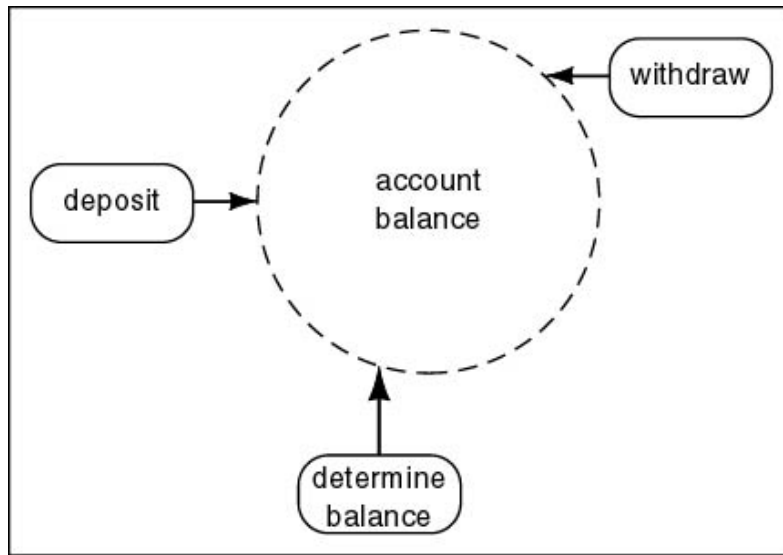 withdraw
deposit
account
balance
determine
balance